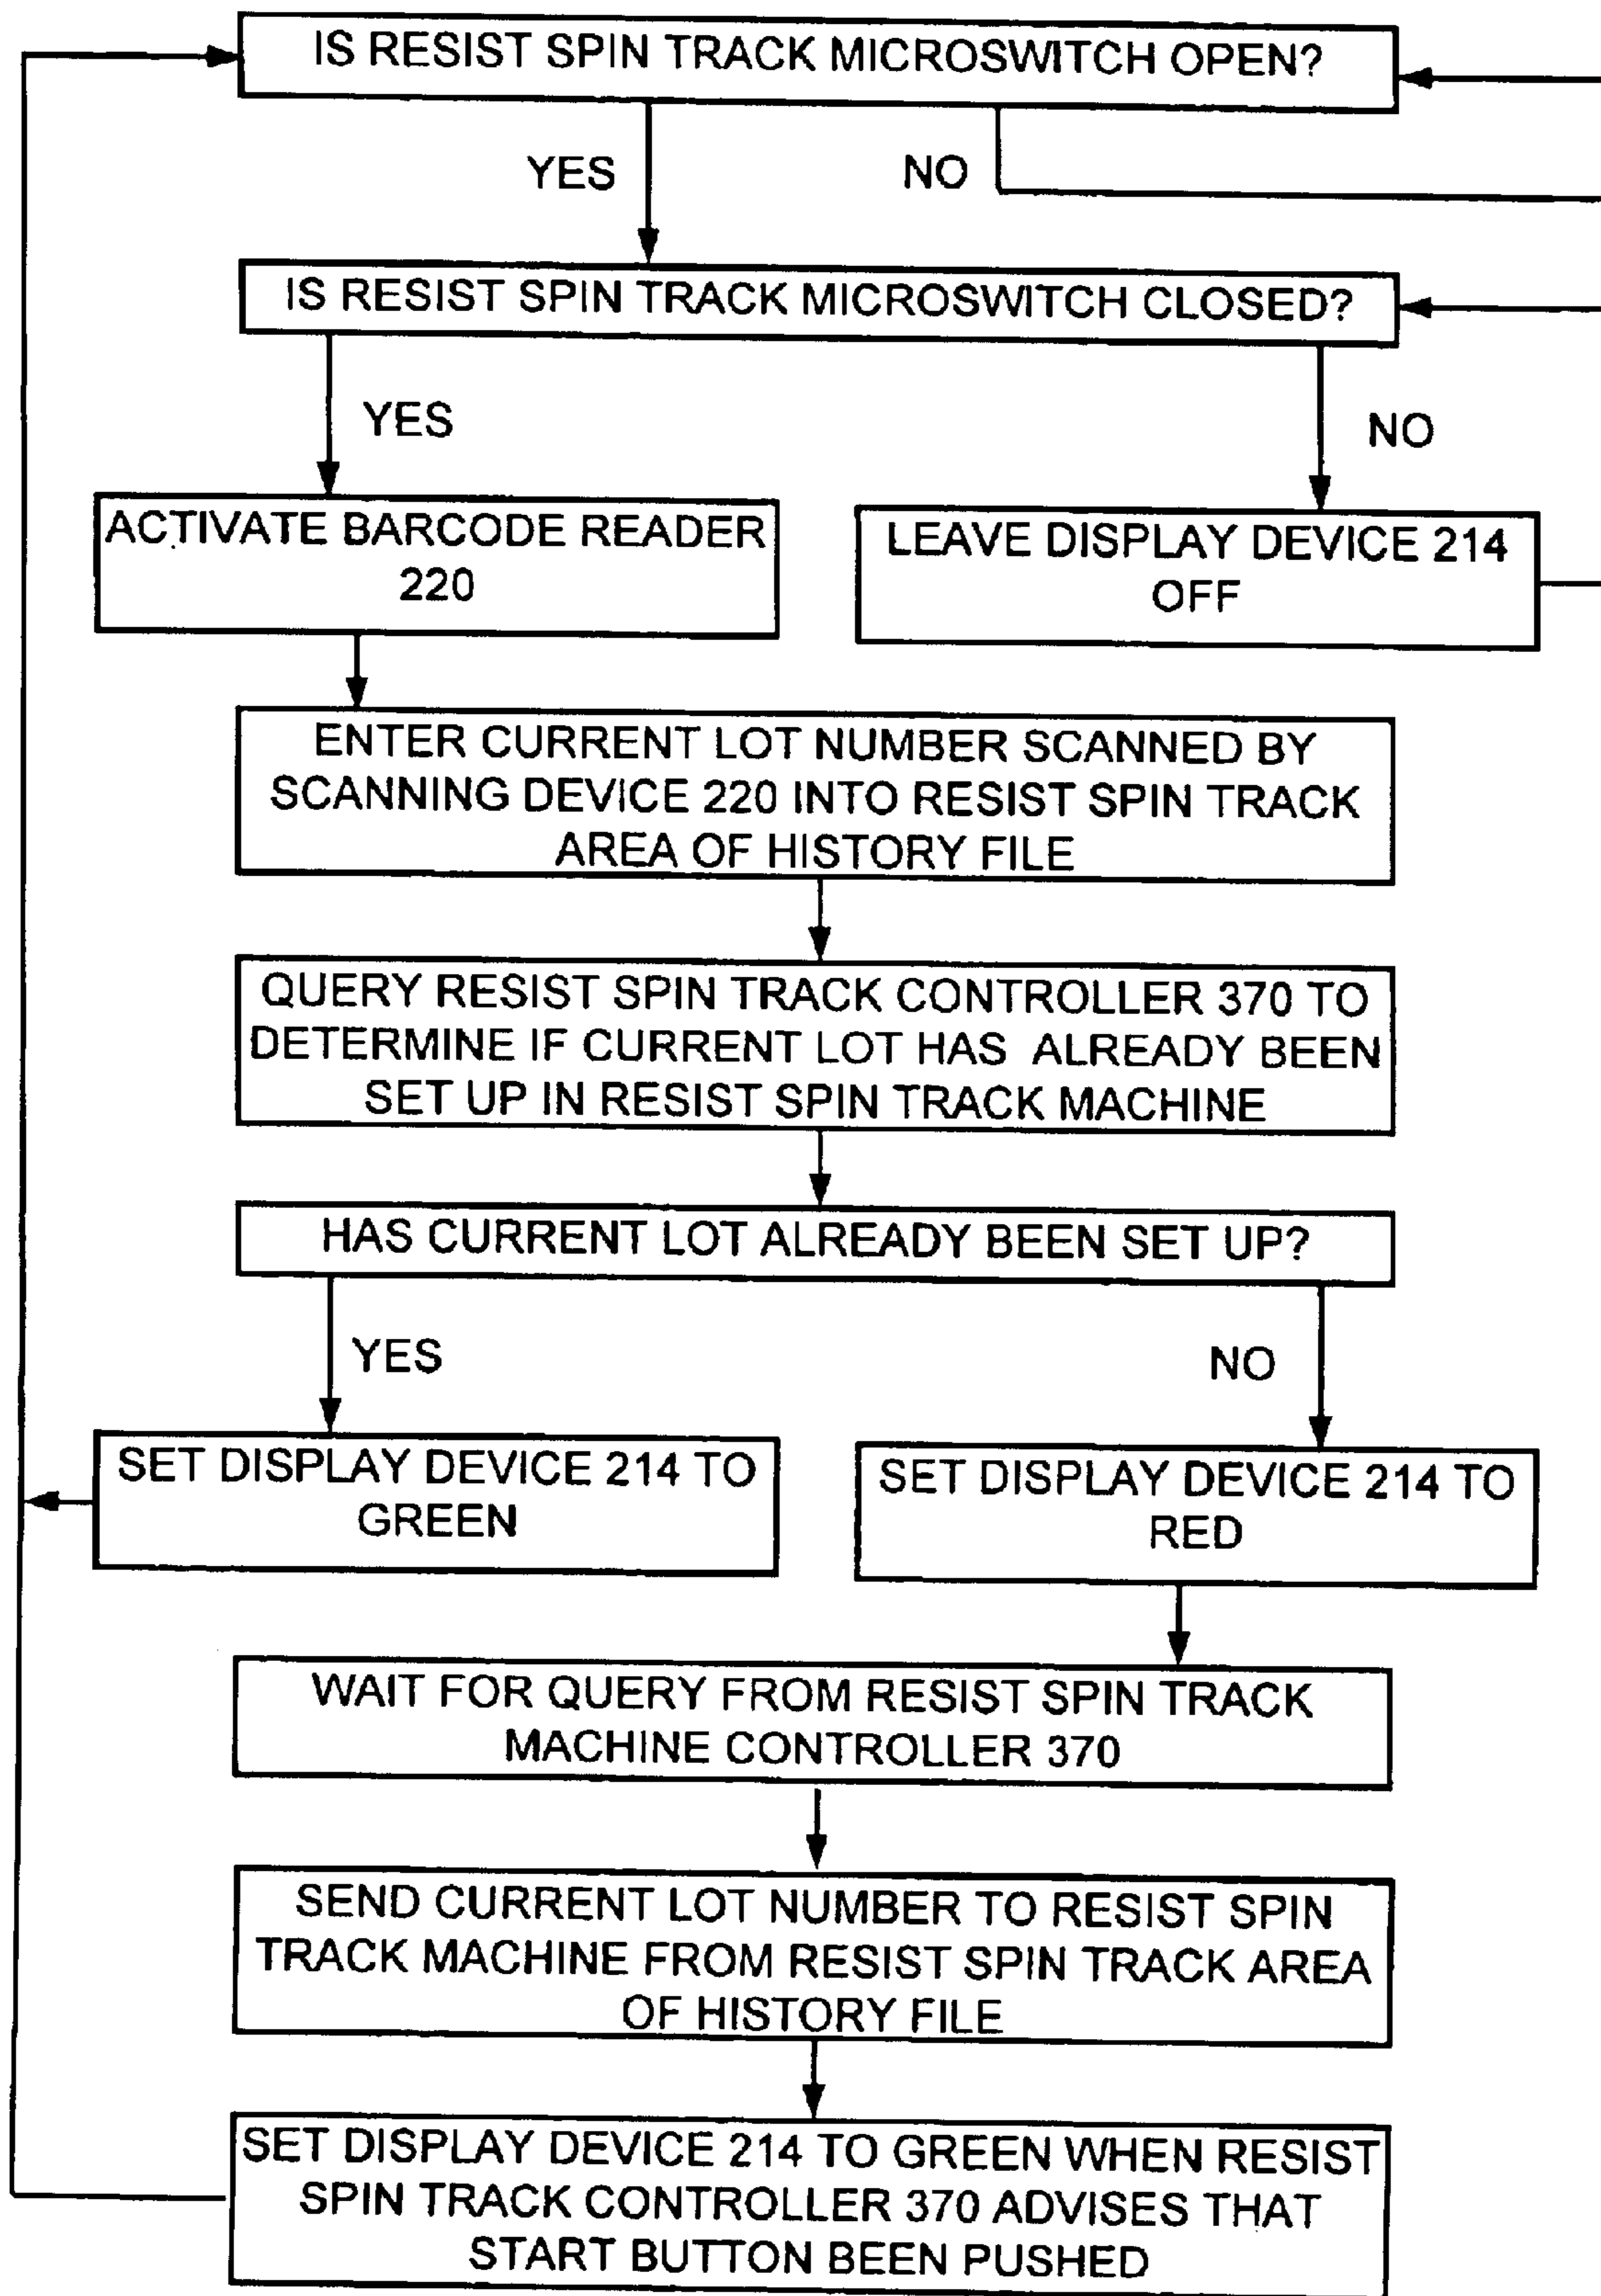 IS RESIST SPIN TRACK MICROSWITCH OPEN?
YES
NO
IS RESIST SPIN TRACK MICROSWITCH CLOSED?
YES
NO
ACTIVATE BARCODE READER
220
LEAVE DISPLAY DEVICE 214
OFF
ENTER CURRENT LOT NUMBER SCANNED BY
SCANNING DEVICE 220 INTO RESIST SPIN TRACK
AREA OF HISTORY FILE
QUERY RESIST SPIN TRACK CONTROLLER 370 TO
DETERMINE IF CURRENT LOT HAS ALREADY BEEN
SET UP IN RESIST SPIN TRACK MACHINE
HAS CURRENT LOT ALREADY BEEN SET UP?
YES
NO
SET DISPLAY DEVICE 214 TO
GREEN
SET DISPLAY DEVICE 214 TO
RED
WAIT FOR QUERY FROM RESIST SPIN TRACK
MACHINE CONTROLLER 370
SEND CURRENT LOT NUMBER TO RESIST SPIN
TRACK MACHINE FROM RESIST SPIN TRACK AREA
OF HISTORY FILE
SET DISPLAY DEVICE 214 TO GREEN WHEN RESIST
SPIN TRACK CONTROLLER 370 ADVISES THAT
START BUTTON BEEN PUSHED